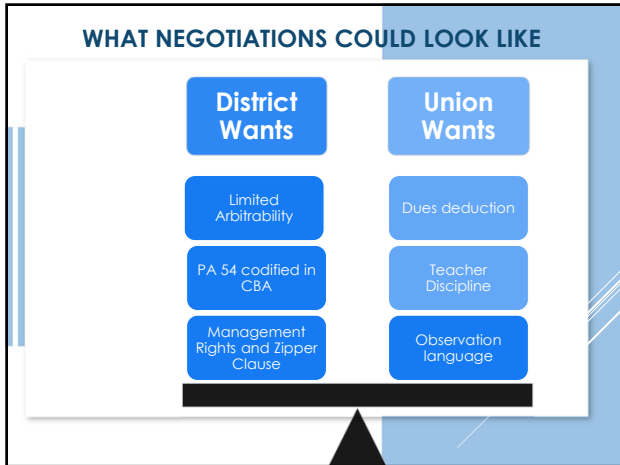 WHAT NEGOTIATIONS COULD LOOK LIKE
District
Wants
Union
Wants
Limited
Arbitrability
Dues deduction
PA 54 codified in
CBA
Teacher
Discipline
Management
Rights and Zipper
Clause
Observation
language